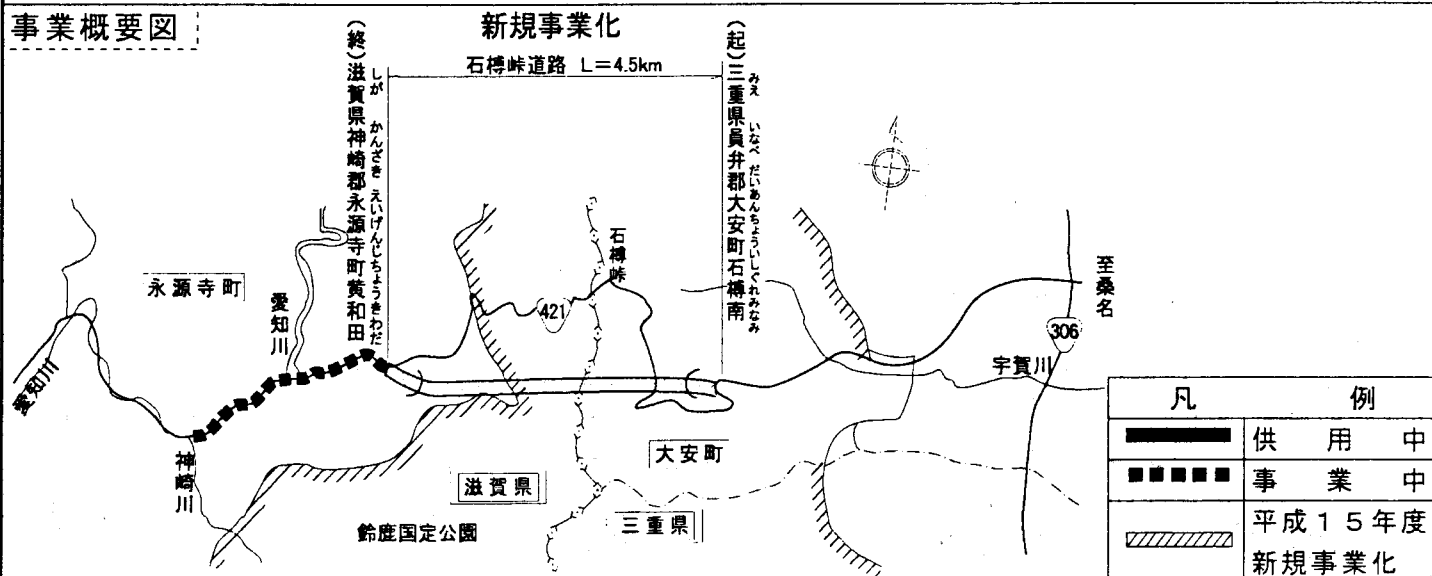 事業概要図
新規事業化
石榑峠道路 L=4.5km
(終)滋賀県神崎郡永源寺町黄和田
しが かんざき えいげんじちょうきわだ
(起)三重県員弁郡大安町石榑南
みえ いなべ だいあんちょういしぐれみなみ
石榑峠
421
永源寺町
愛知川
愛知川
神崎川
至桑名
306
宇賀川
大安町
滋賀県
三重県
鈴鹿国定公園
凡例
供用中
事業中
平成15年度
新規事業化